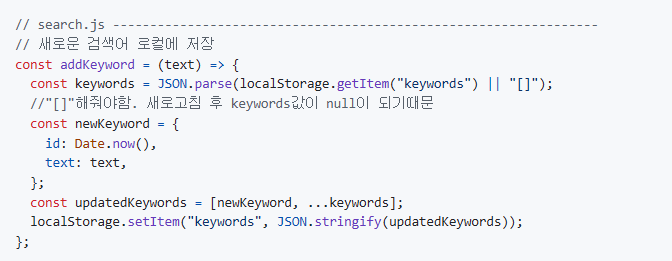 // search.js ---------------------------------------------------------------
// 새로운 검색어 로컬에 저장
const addKeyword = (text) => {
  const keywords = JSON.parse(localStorage.getItem("keywords") || "[]");
  //"[]"해줘야함. 새로고침 후 keywords값이 null이 되기때문
  const newKeyword = {
    id: Date.now(),
    text: text,
  };
  const updatedKeywords = [newKeyword, ...keywords];
  localStorage.setItem("keywords", JSON.stringify(updatedKeywords));
};